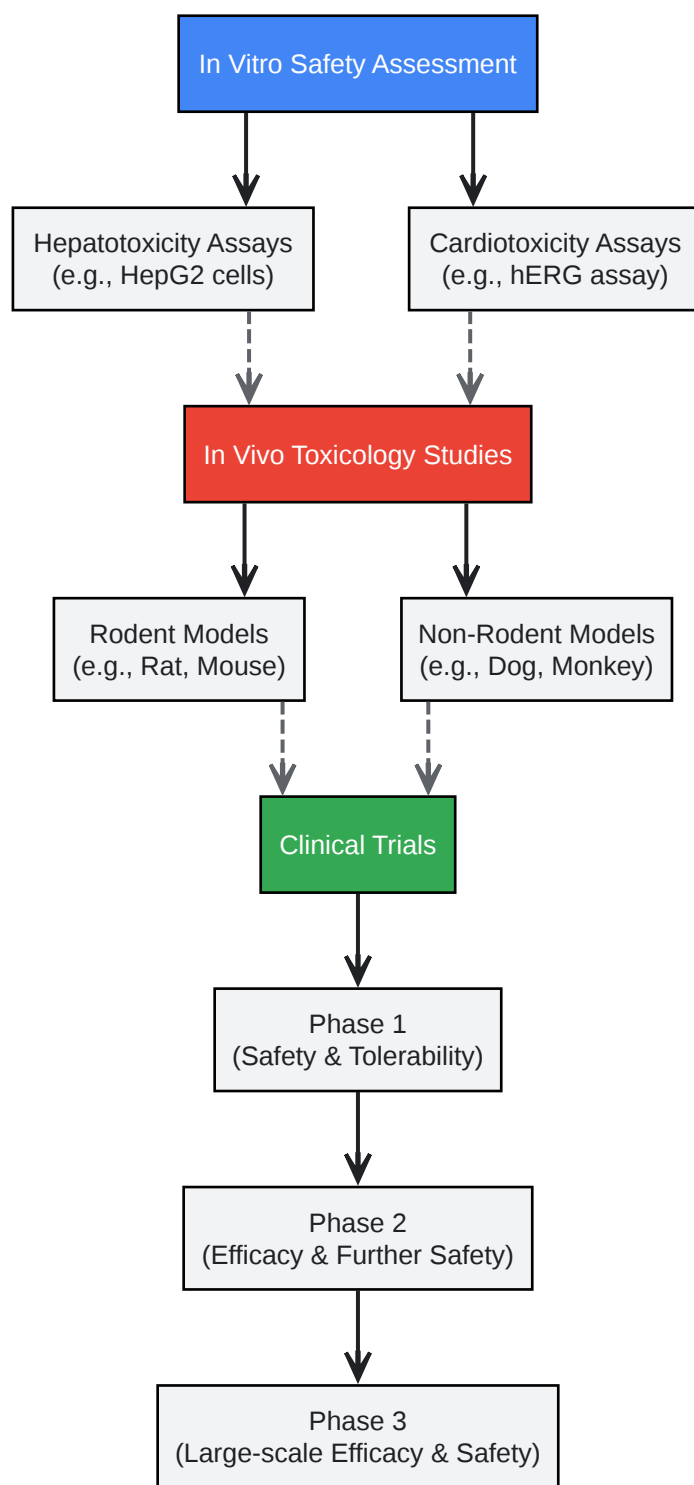 In Vitro Safety Assessment
Hepatotoxicity Assays
(e.g., HepG2 cells)
Cardiotoxicity Assays
(e.g., hERG assay)
In Vivo Toxicology Studies
Rodent Models
(e.g., Rat, Mouse)
Non-Rodent Models
(e.g., Dog, Monkey)
Clinical Trials
Phase 1
(Safety & Tolerability)
Phase 2
(Efficacy & Further Safety)
Phase 3
(Large-scale Efficacy & Safety)